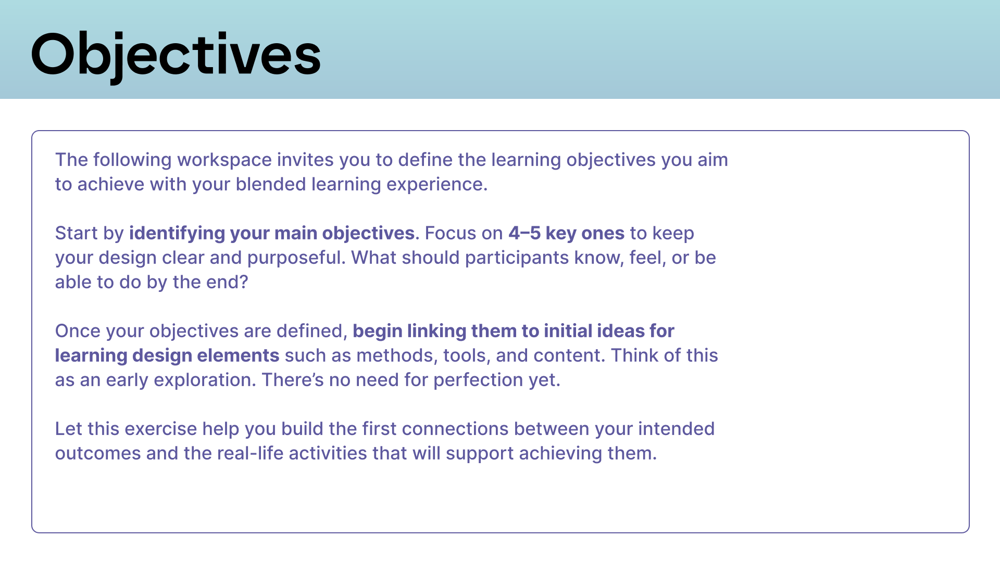 Objectives
The following workspace invites you to define the learning objectives you aim
to achieve with your blended learning experience.
Start by identifying your main objectives. Focus on 4–5 key ones to keep
your design clear and purposeful. What should participants know, feel, or be
able to do by the end?
Once your objectives are defined, begin linking them to initial ideas for
learning design elements such as methods, tools, and content. Think of this
as an early exploration. There’s no need for perfection yet.
Let this exercise help you build the first connections between your intended
outcomes and the real-life activities that will support achieving them.